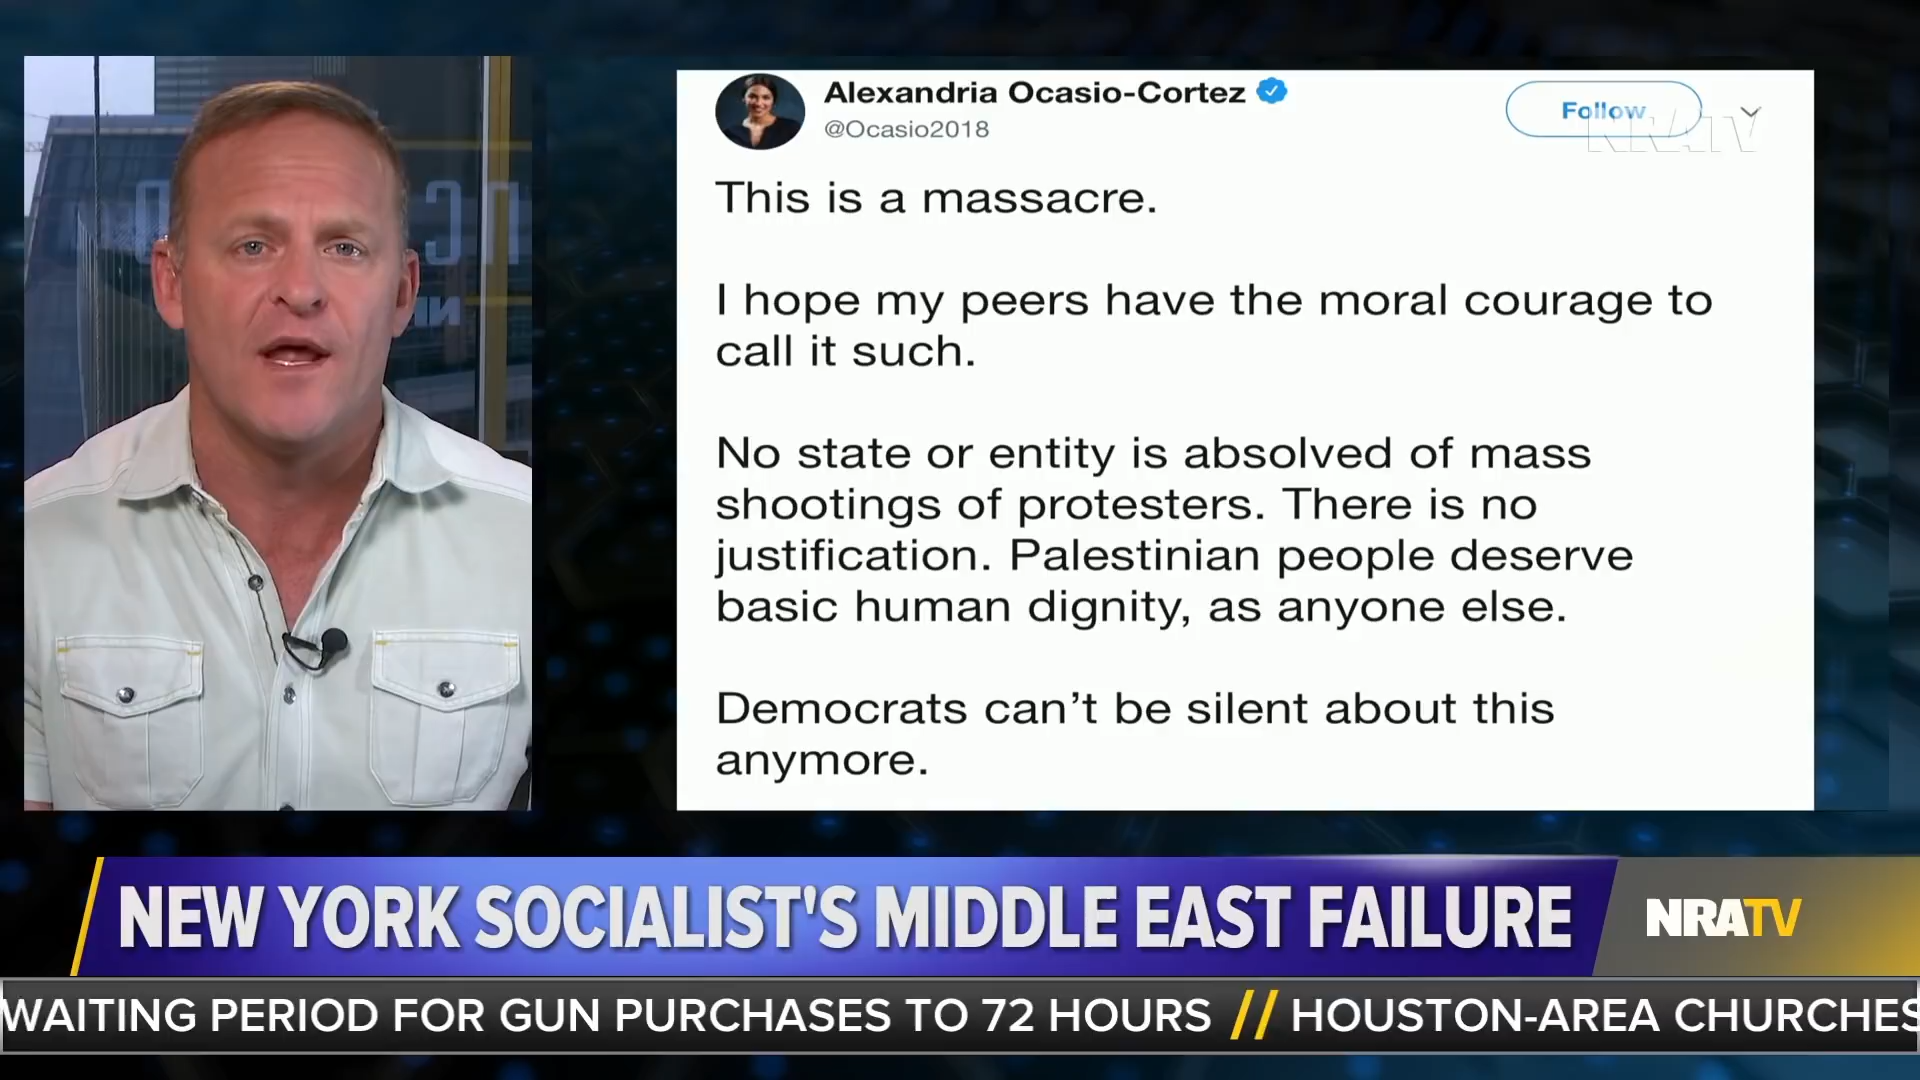 Alexandria Ocasio-Cortez
@Ocasio2018
Follow
NRATV
This is a massacre.
I hope my peers have the moral courage to
call it such.
No state or entity is absolved of mass
shootings of protesters. There is no
justification. Palestinian people deserve
basic human dignity, as anyone else.
Democrats can’t be silent about this
anymore.
NEW YORK SOCIALIST'S MIDDLE EAST FAILURE
NRATV
WAITING PERIOD FOR GUN PURCHASES TO 72 HOURS // HOUSTON-AREA CHURCHES